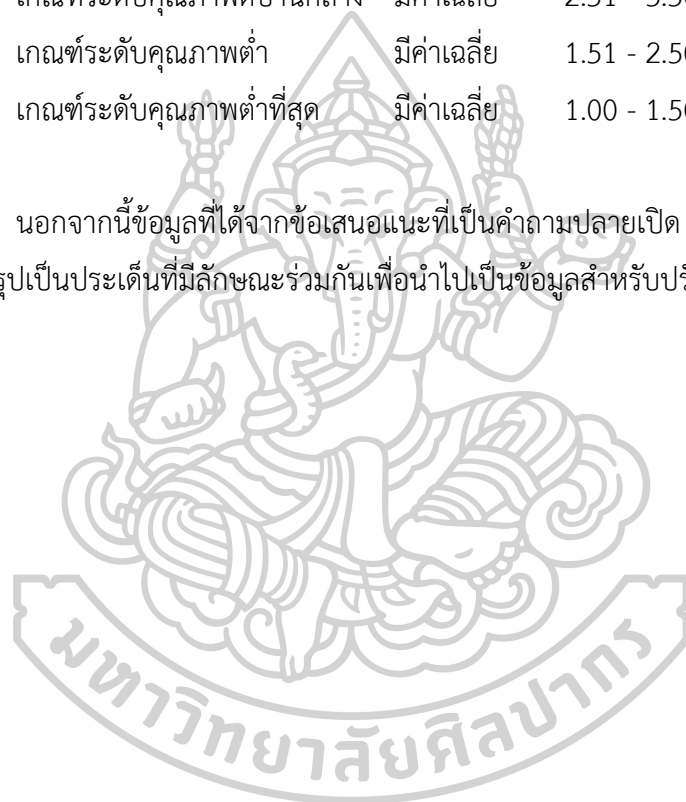 เกณฑ์ระดับคุณภาพต่ำ มีค่าเฉลี่ย 1.51 - 2.50
เกณฑ์ระดับคุณภาพต่ำที่สุด มีค่าเฉลี่ย 1.00 - 1.50
นอกจากนี้ข้อมูลที่ได้จากข้อเสนอแนะที่เป็นคำถามปลายเปิด
รุปเป็นประเด็นที่มีลักษณะร่วมกันเพื่อนำไปเป็นข้อมูลสำหรับปรั
มหาวิทยาลัยศิลปากร